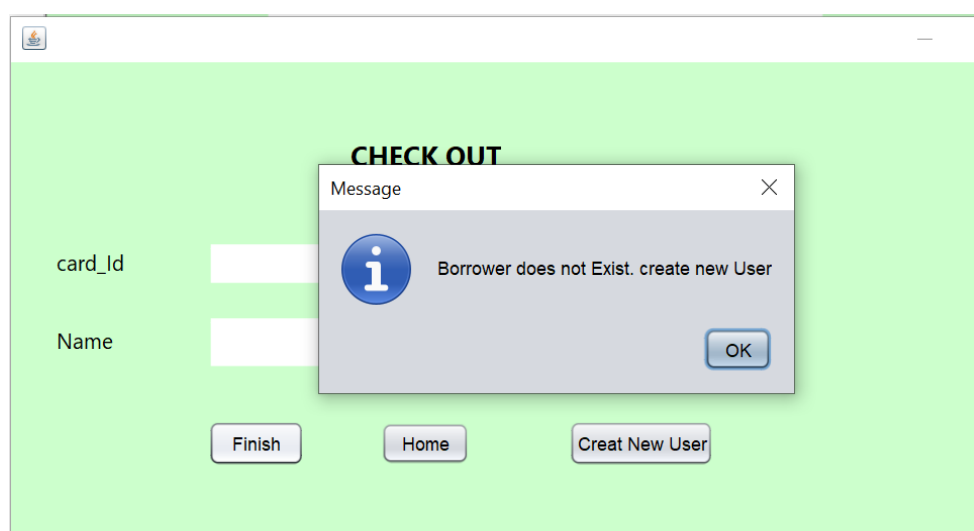 CHECK OUT
Message
card_Id
Borrower does not Exist. create new User
Name
OK
Finish
Home
Creat New User